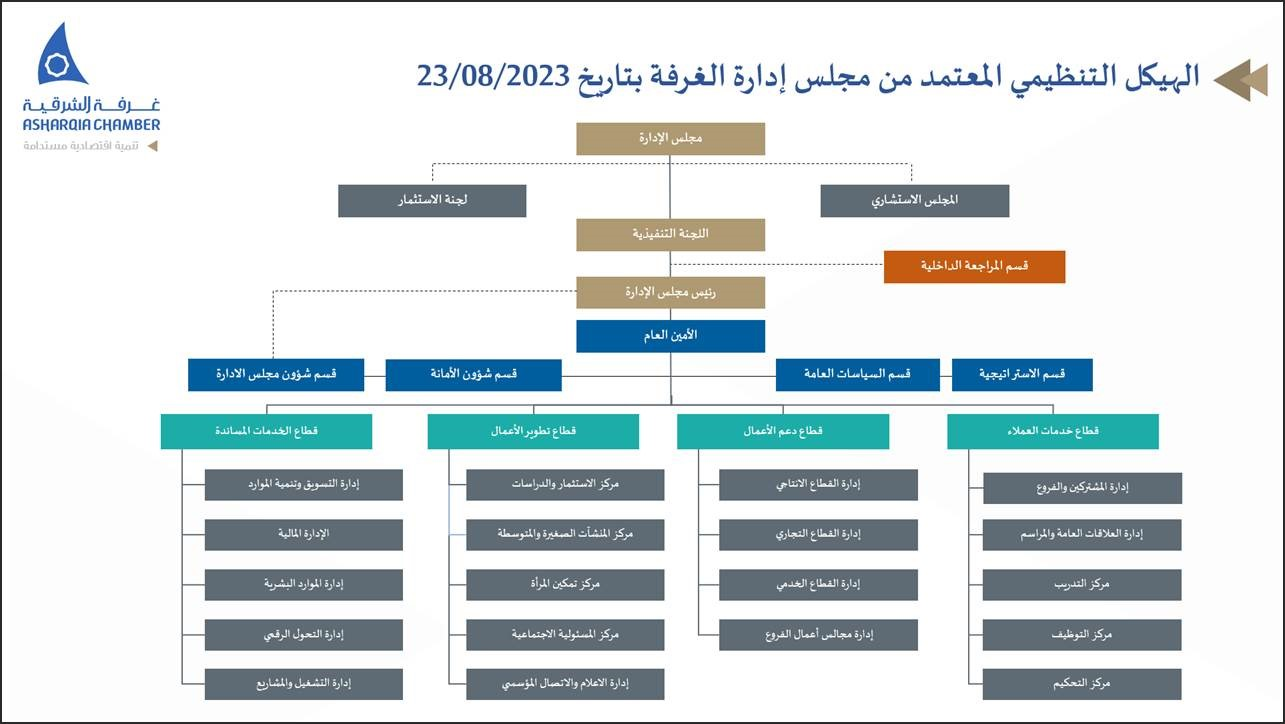 غرفة الشرقية
ASHARQIA CHAMBER
تنمية اقتصادية مستدامة
الهيكل التنظيمي المعتمد من مجلس إدارة الغرفة بتاريخ 23/08/2023
مجلس الإدارة
المجلس الاستشاري
لجنة الاستثمار
اللجنة التنفيذية
قسم المراجعة الداخلية
رئيس مجلس الإدارة
الأمين العام
قسم الاستراتيجية
قسم السياسات العامة
قسم شؤون الأمانة
قسم شؤون مجلس الادارة
قطاع خدمات العملاء
إدارة المشتركين والفروع
إدارة العلاقات العامة والمراسم
مركز التدريب
مركز التوظيف
مركز التحكيم
قطاع دعم الأعمال
إدارة القطاع الانتاجي
إدارة القطاع التجاري
إدارة القطاع الخدمي
إدارة مجالس أعمال الفروع
قطاع تطوير الأعمال
مركز الاستثمار والدراسات
مركز المنشآت الصغيرة والمتوسطة
مركز تمكين المرأة
مركز المسئولية الاجتماعية
إدارة الاعلام والاتصال المؤسسي
قطاع الخدمات المساندة
إدارة التسويق وتنمية الموارد
الإدارة المالية
إدارة الموارد البشرية
إدارة التحول الرقمي
إدارة التشغيل والمشاريع